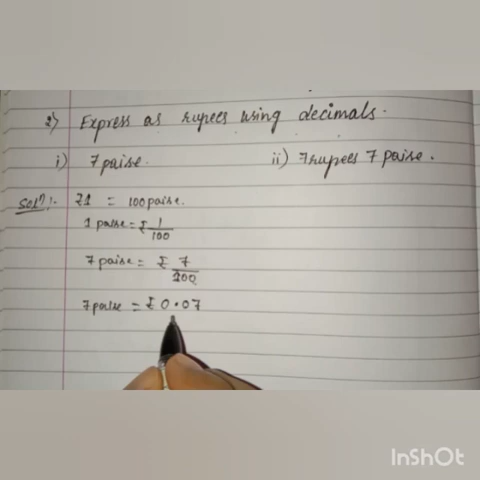 2) Express as rupees using decimals.
i) 7 paise. ii) 7 rupees 7 paise.
Solⁿ:- ₹1 = 100 paise.
1 paise = ₹ 1/100
7 paise = ₹ 7/100
7 paise = ₹ 0.07
InShOt